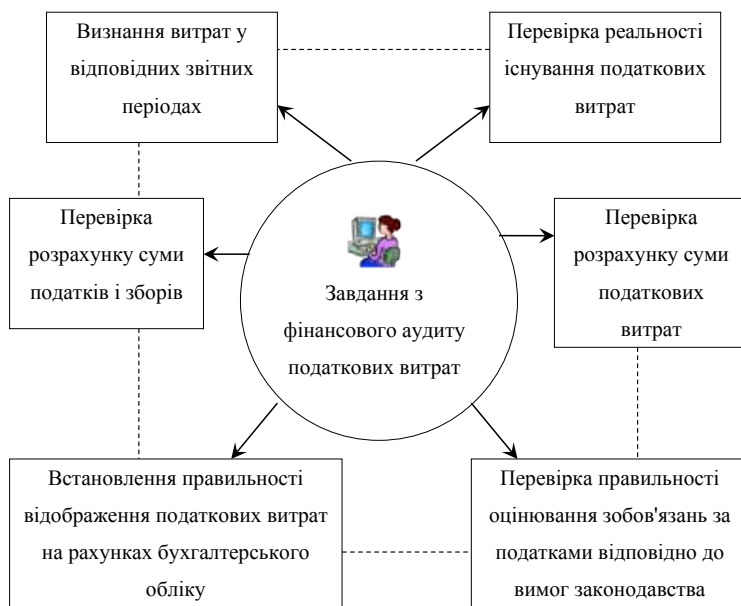 Визнання витрат у
відповідних звітних
періодах
Перевірка реальності
існування податкових
витрат
Перевірка
розрахунку суми
податків і зборів
Завдання з
фінансового аудиту
податкових витрат
Перевірка
розрахунку суми
податкових
витрат
Встановлення правильності
відображення податкових витрат
на рахунках бухгалтерського
обліку
Перевірка правильності
оцінювання зобов'язань за
податками відповідно до
вимог законодавства